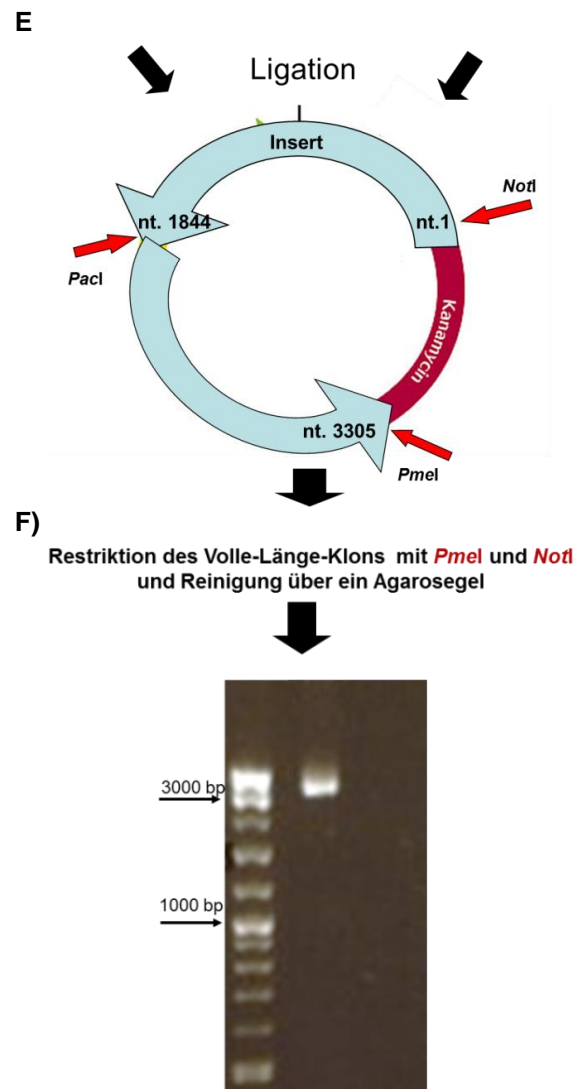 E
Ligation
Insert
NotI
nt. 1844
nt.1
PacI
Kanamycin
nt. 3305
PmeI
F)
Restriktion des Volle-Länge-Klons mit PmeI und NotI
und Reinigung über ein Agarosegel
3000 bp
1000 bp